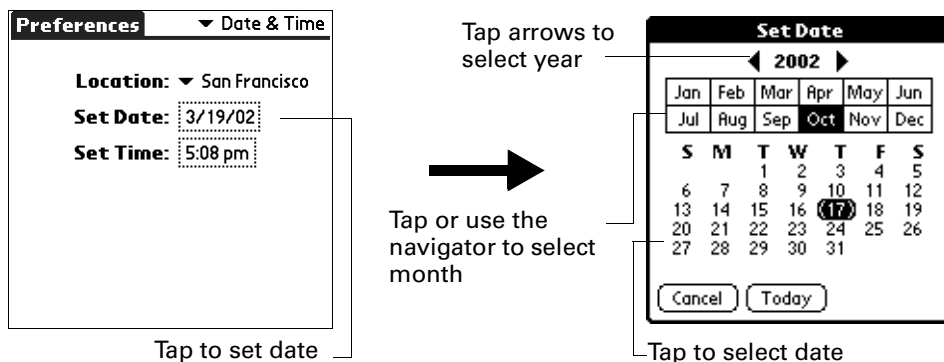 Preferences
Date & Time
Location: San Francisco
Set Date: 3/19/02
Set Time: 5:08 pm
Tap to set date
Tap arrows to
select year
Tap or use the
navigator to select
month
Set Date
2002
Jan Feb Mar Apr May Jun
Jul Aug Sep Oct Nov Dec
S M T W T F S
1 2 3 4 5
6 7 8 9 10 11 12
13 14 15 16 17 18 19
20 21 22 23 24 25 26
27 28 29 30 31
Cancel Today
Tap to select date